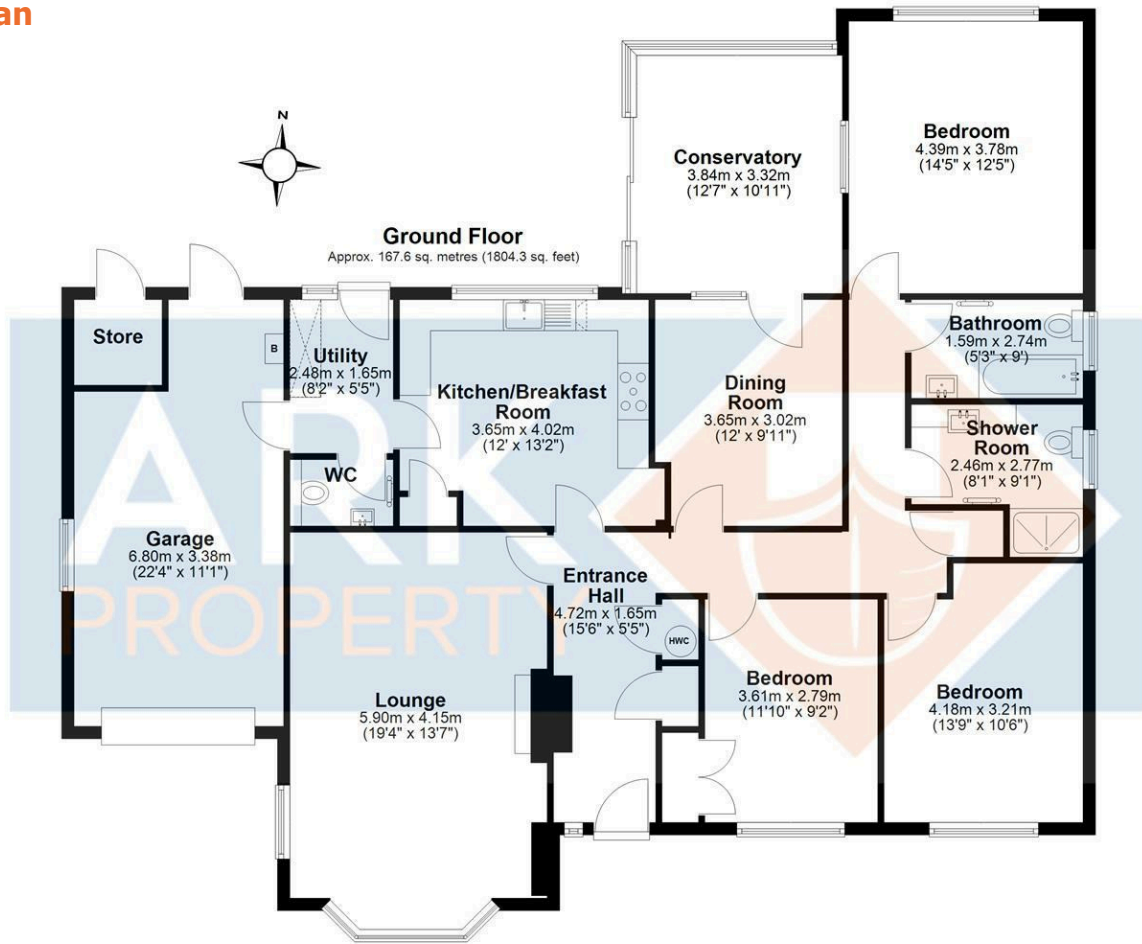 an
N
Ground Floor
Approx. 167.6 sq. metres (1804.3 sq. feet)
Conservatory
3.84m x 3.32m
(12'7" x 10'11")
Bedroom
4.39m x 3.78m
(14'5" x 12'5")
Store
B
Utility
2.48m x 1.65m
(8'2" x 5'5")
Kitchen/Breakfast
Room
3.65m x 4.02m
(12' x 13'2")
Dining
Room
3.65m x 3.02m
(12' x 9'11")
Bathroom
1.59m x 2.74m
(5'3" x 9')
Shower
Room
2.46m x 2.77m
(8'1" x 9'1")
WC
Garage
6.80m x 3.38m
(22'4" x 11'1")
Entrance
Hall
4.72m x 1.65m
(15'6" x 5'5")
HWC
Lounge
5.90m x 4.15m
(19'4" x 13'7")
Bedroom
3.61m x 2.79m
(11'10" x 9'2")
Bedroom
4.18m x 3.21m
(13'9" x 10'6")
ARK
PROPERTY